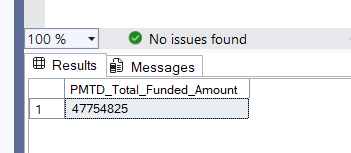 100 %
No issues found
Results
Messages
PMTD_Total_Funded_Amount
1 47754825